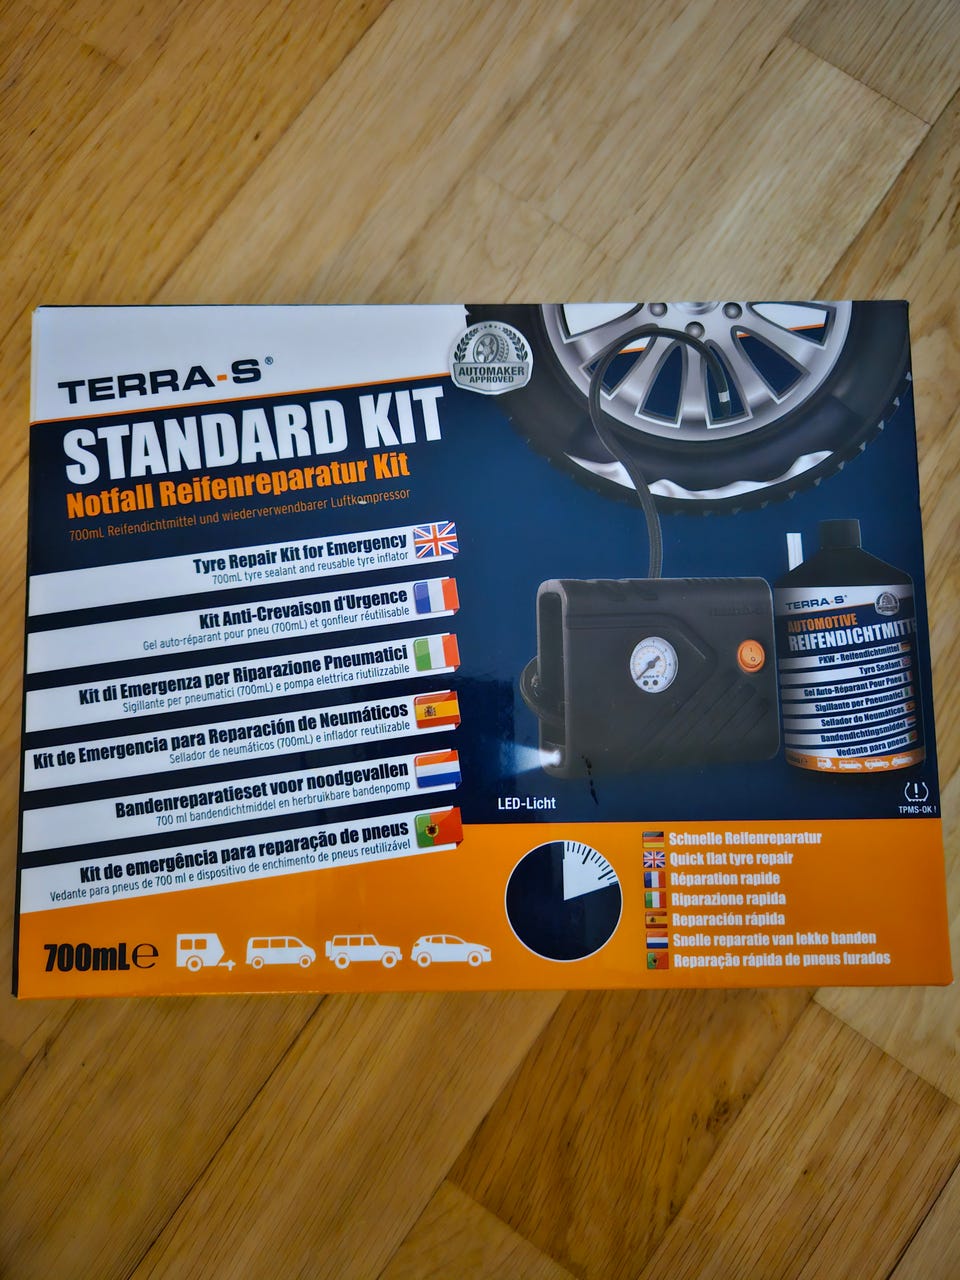 TERRA-S®
AUTOMAKER
APPROVED
STANDARD KIT
Notfall Reifenreparatur Kit
700mL Reifendichtmittel und wiederverwendbarer Luftkompressor
Tyre Repair Kit for Emergency
700mL tyre sealant and reusable tyre inflator
Kit Anti-Crevaison d'Urgence
Gel auto-réparant pour pneu (700mL) et gonfleur réutilisable
Kit di Emergenza per Riparazione Pneumatici
Sigillante per pneumatici (700mL) e pompa elettrica riutilizzabile
Kit de Emergencia para Reparación de Neumáticos
Sellador de neumáticos (700mL) e inflador reutilizable
Bandenreparatieset voor noodgevallen
700 ml bandendichtmiddel en herbruikbare bandenpomp
Kit de emergência para reparação de pneus
Vedante para pneus de 700 ml e dispositivo de enchimento de pneus reutilizável
700mL℮
TERRA-S
TERRA-S®
AUTOMOTIVE
REIFENDICHTMITTE
PKW - Reifendichtmittel
Tyre Sealant
Gel Auto-Réparant Pour Pneu
Sigillante per Pneumatici
Sellador de Neumáticos
Bandendichtingsmiddel
Vedante para pneus
LED-Licht
TPMS-OK!
Schnelle Reifenreparatur
Quick flat tyre repair
Réparation rapide
Riparazione rapida
Reparación rápida
Snelle reparatie van lekke banden
Reparação rápida de pneus furados